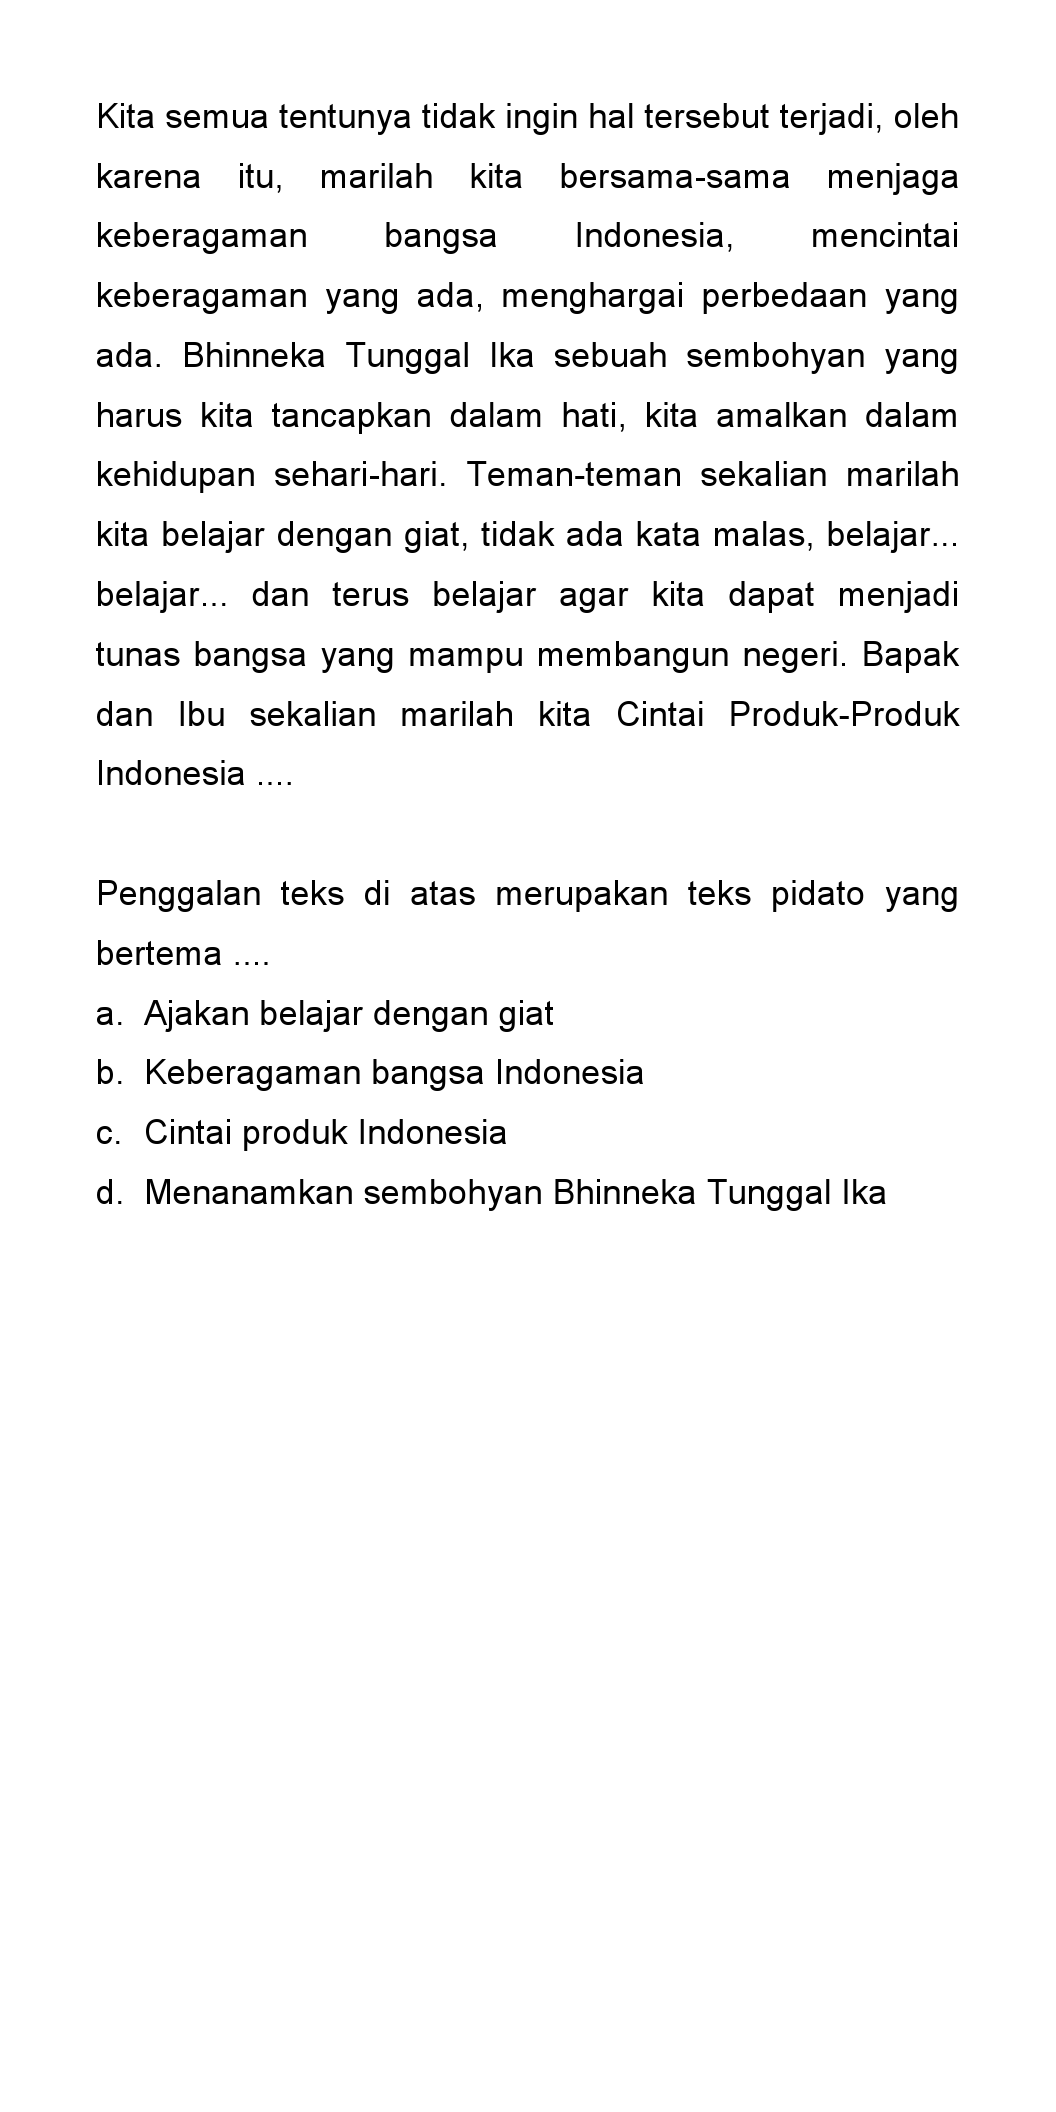 Kita semua tentunya tidak ingin hal tersebut terjadi, oleh
karena itu, marilah kita bersama-sama menjaga
keberagaman bangsa Indonesia, mencintai
keberagaman yang ada, menghargai perbedaan yang
ada. Bhinneka Tunggal Ika sebuah sembohyan yang
harus kita tancapkan dalam hati, kita amalkan dalam
kehidupan sehari-hari. Teman-teman sekalian marilah
kita belajar dengan giat, tidak ada kata malas, belajar...
belajar... dan terus belajar agar kita dapat menjadi
tunas bangsa yang mampu membangun negeri. Bapak
dan Ibu sekalian marilah kita Cintai Produk-Produk
Indonesia ....
Penggalan teks di atas merupakan teks pidato yang
bertema ....
a. Ajakan belajar dengan giat
b. Keberagaman bangsa Indonesia
c. Cintai produk Indonesia
d. Menanamkan sembohyan Bhinneka Tunggal Ika